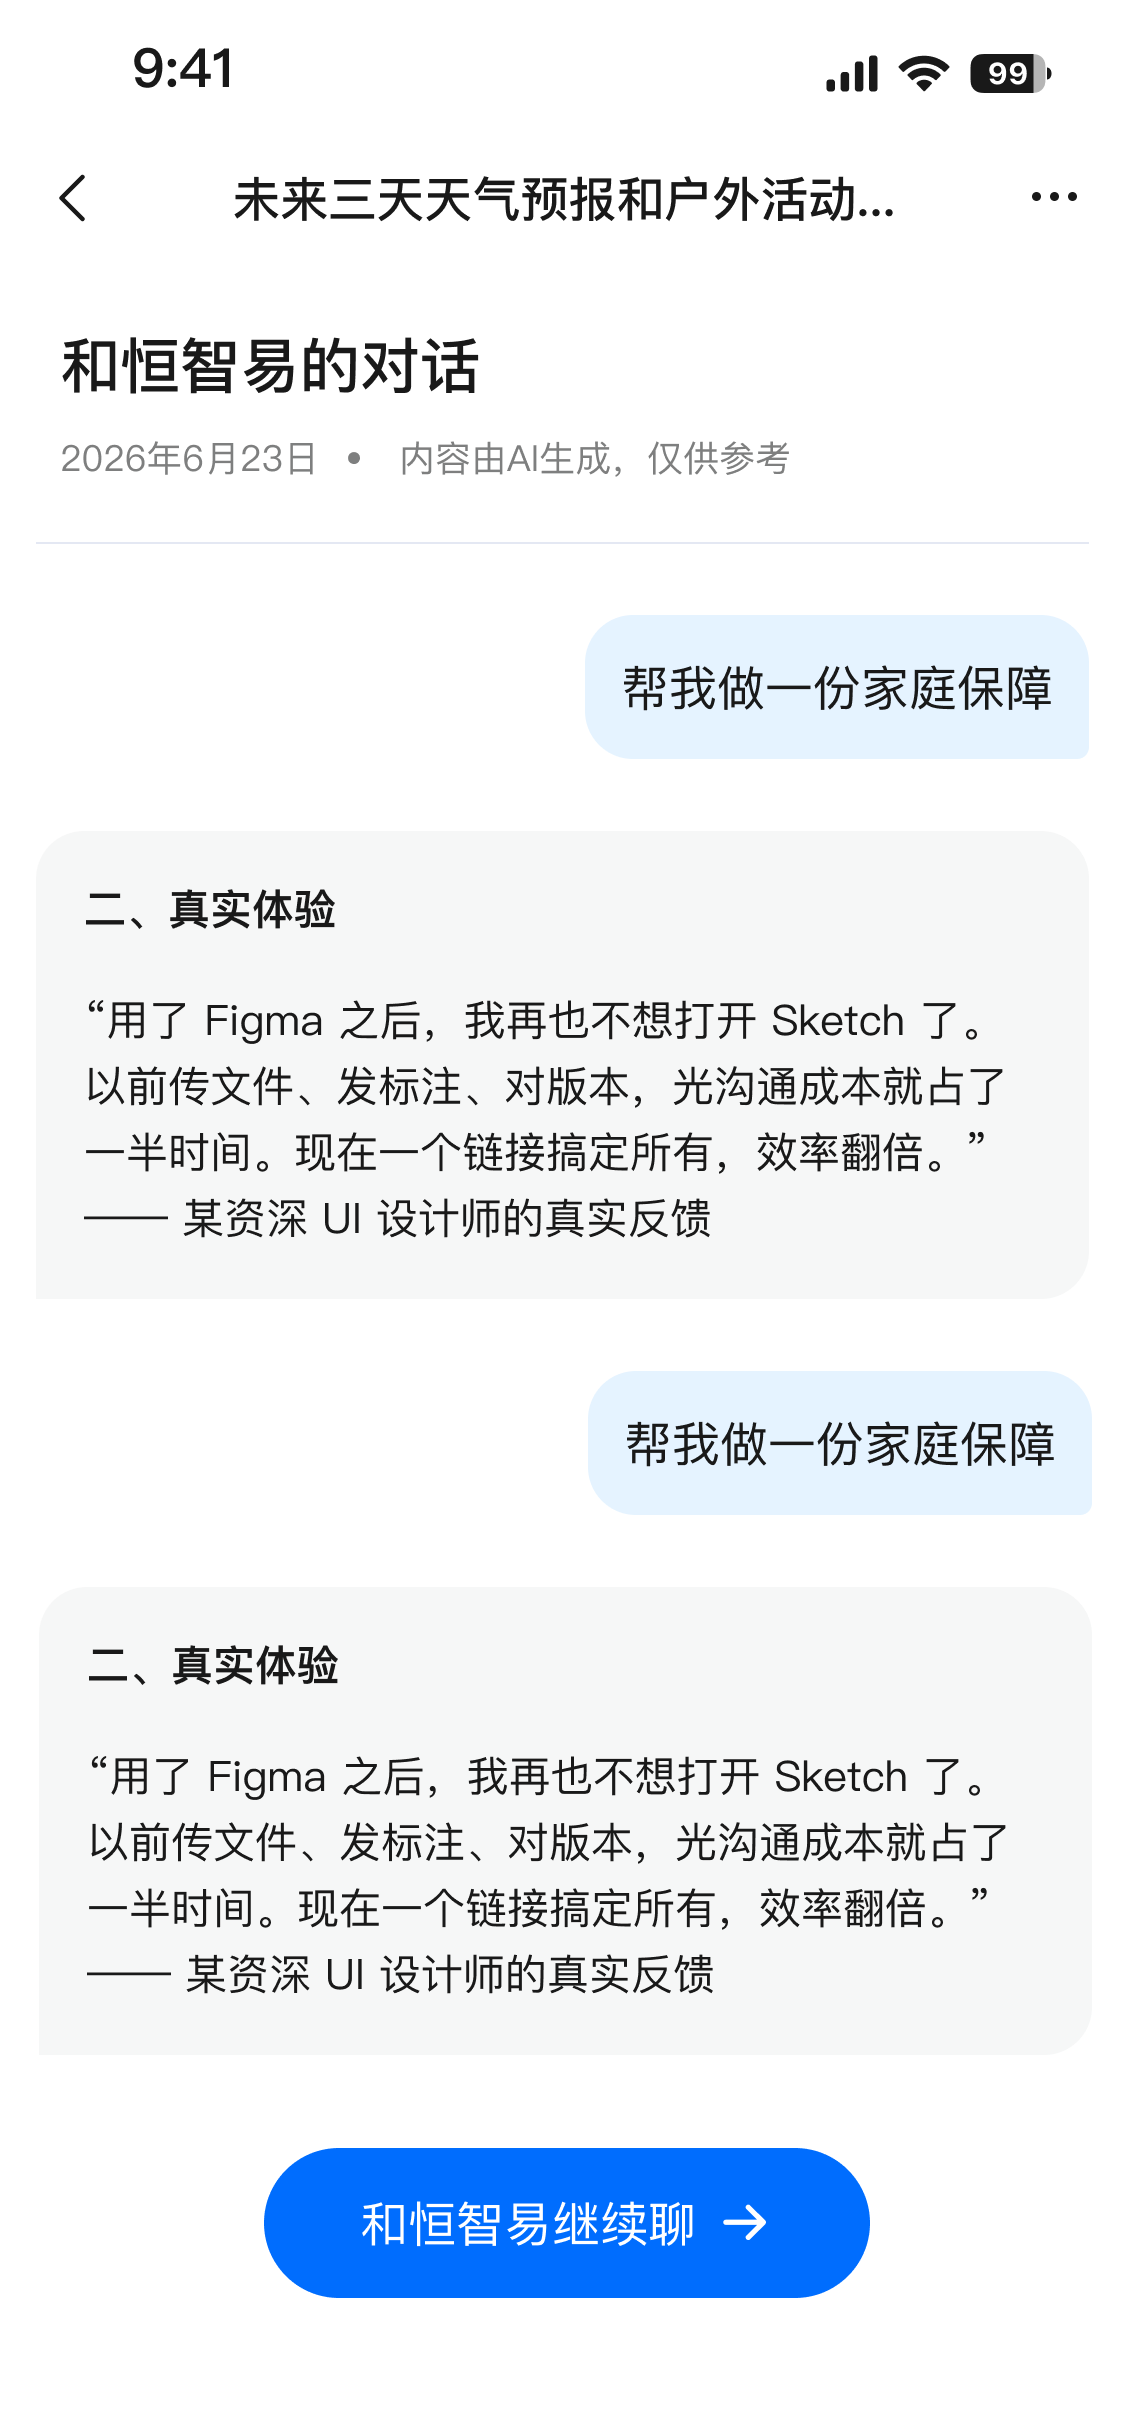 9:41
99
未来三天天气预报和户外活动...
和恒智易的对话
2026年6月23日 • 内容由AI生成，仅供参考
帮我做一份家庭保障
二、真实体验
“用了 Figma 之后，我再也不想打开 Sketch 了。
以前传文件、发标注、对版本，光沟通成本就占了
一半时间。现在一个链接搞定所有，效率翻倍。”
—— 某资深 UI 设计师的真实反馈
帮我做一份家庭保障
二、真实体验
“用了 Figma 之后，我再也不想打开 Sketch 了。
以前传文件、发标注、对版本，光沟通成本就占了
一半时间。现在一个链接搞定所有，效率翻倍。”
—— 某资深 UI 设计师的真实反馈
和恒智易继续聊 →